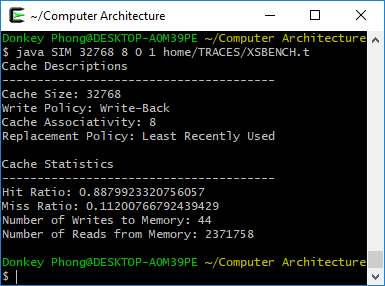 ~/Computer Architecture
Donkey Phong@DESKTOP-AOM39PE ~/Computer Architecture
$ java SIM 32768 8 0 1 home/TRACES/XSBENCH.t
Cache Descriptions
---------------------------------------
Cache Size: 32768
Write Policy: Write-Back
Cache Associativity: 8
Replacement Policy: Least Recently Used

Cache Statistics
---------------------------------------
Hit Ratio: 0.8879923320756057
Miss Ratio: 0.11200766792439429
Number of Writes to Memory: 44
Number of Reads from Memory: 2371758

Donkey Phong@DESKTOP-AOM39PE ~/Computer Architecture
$